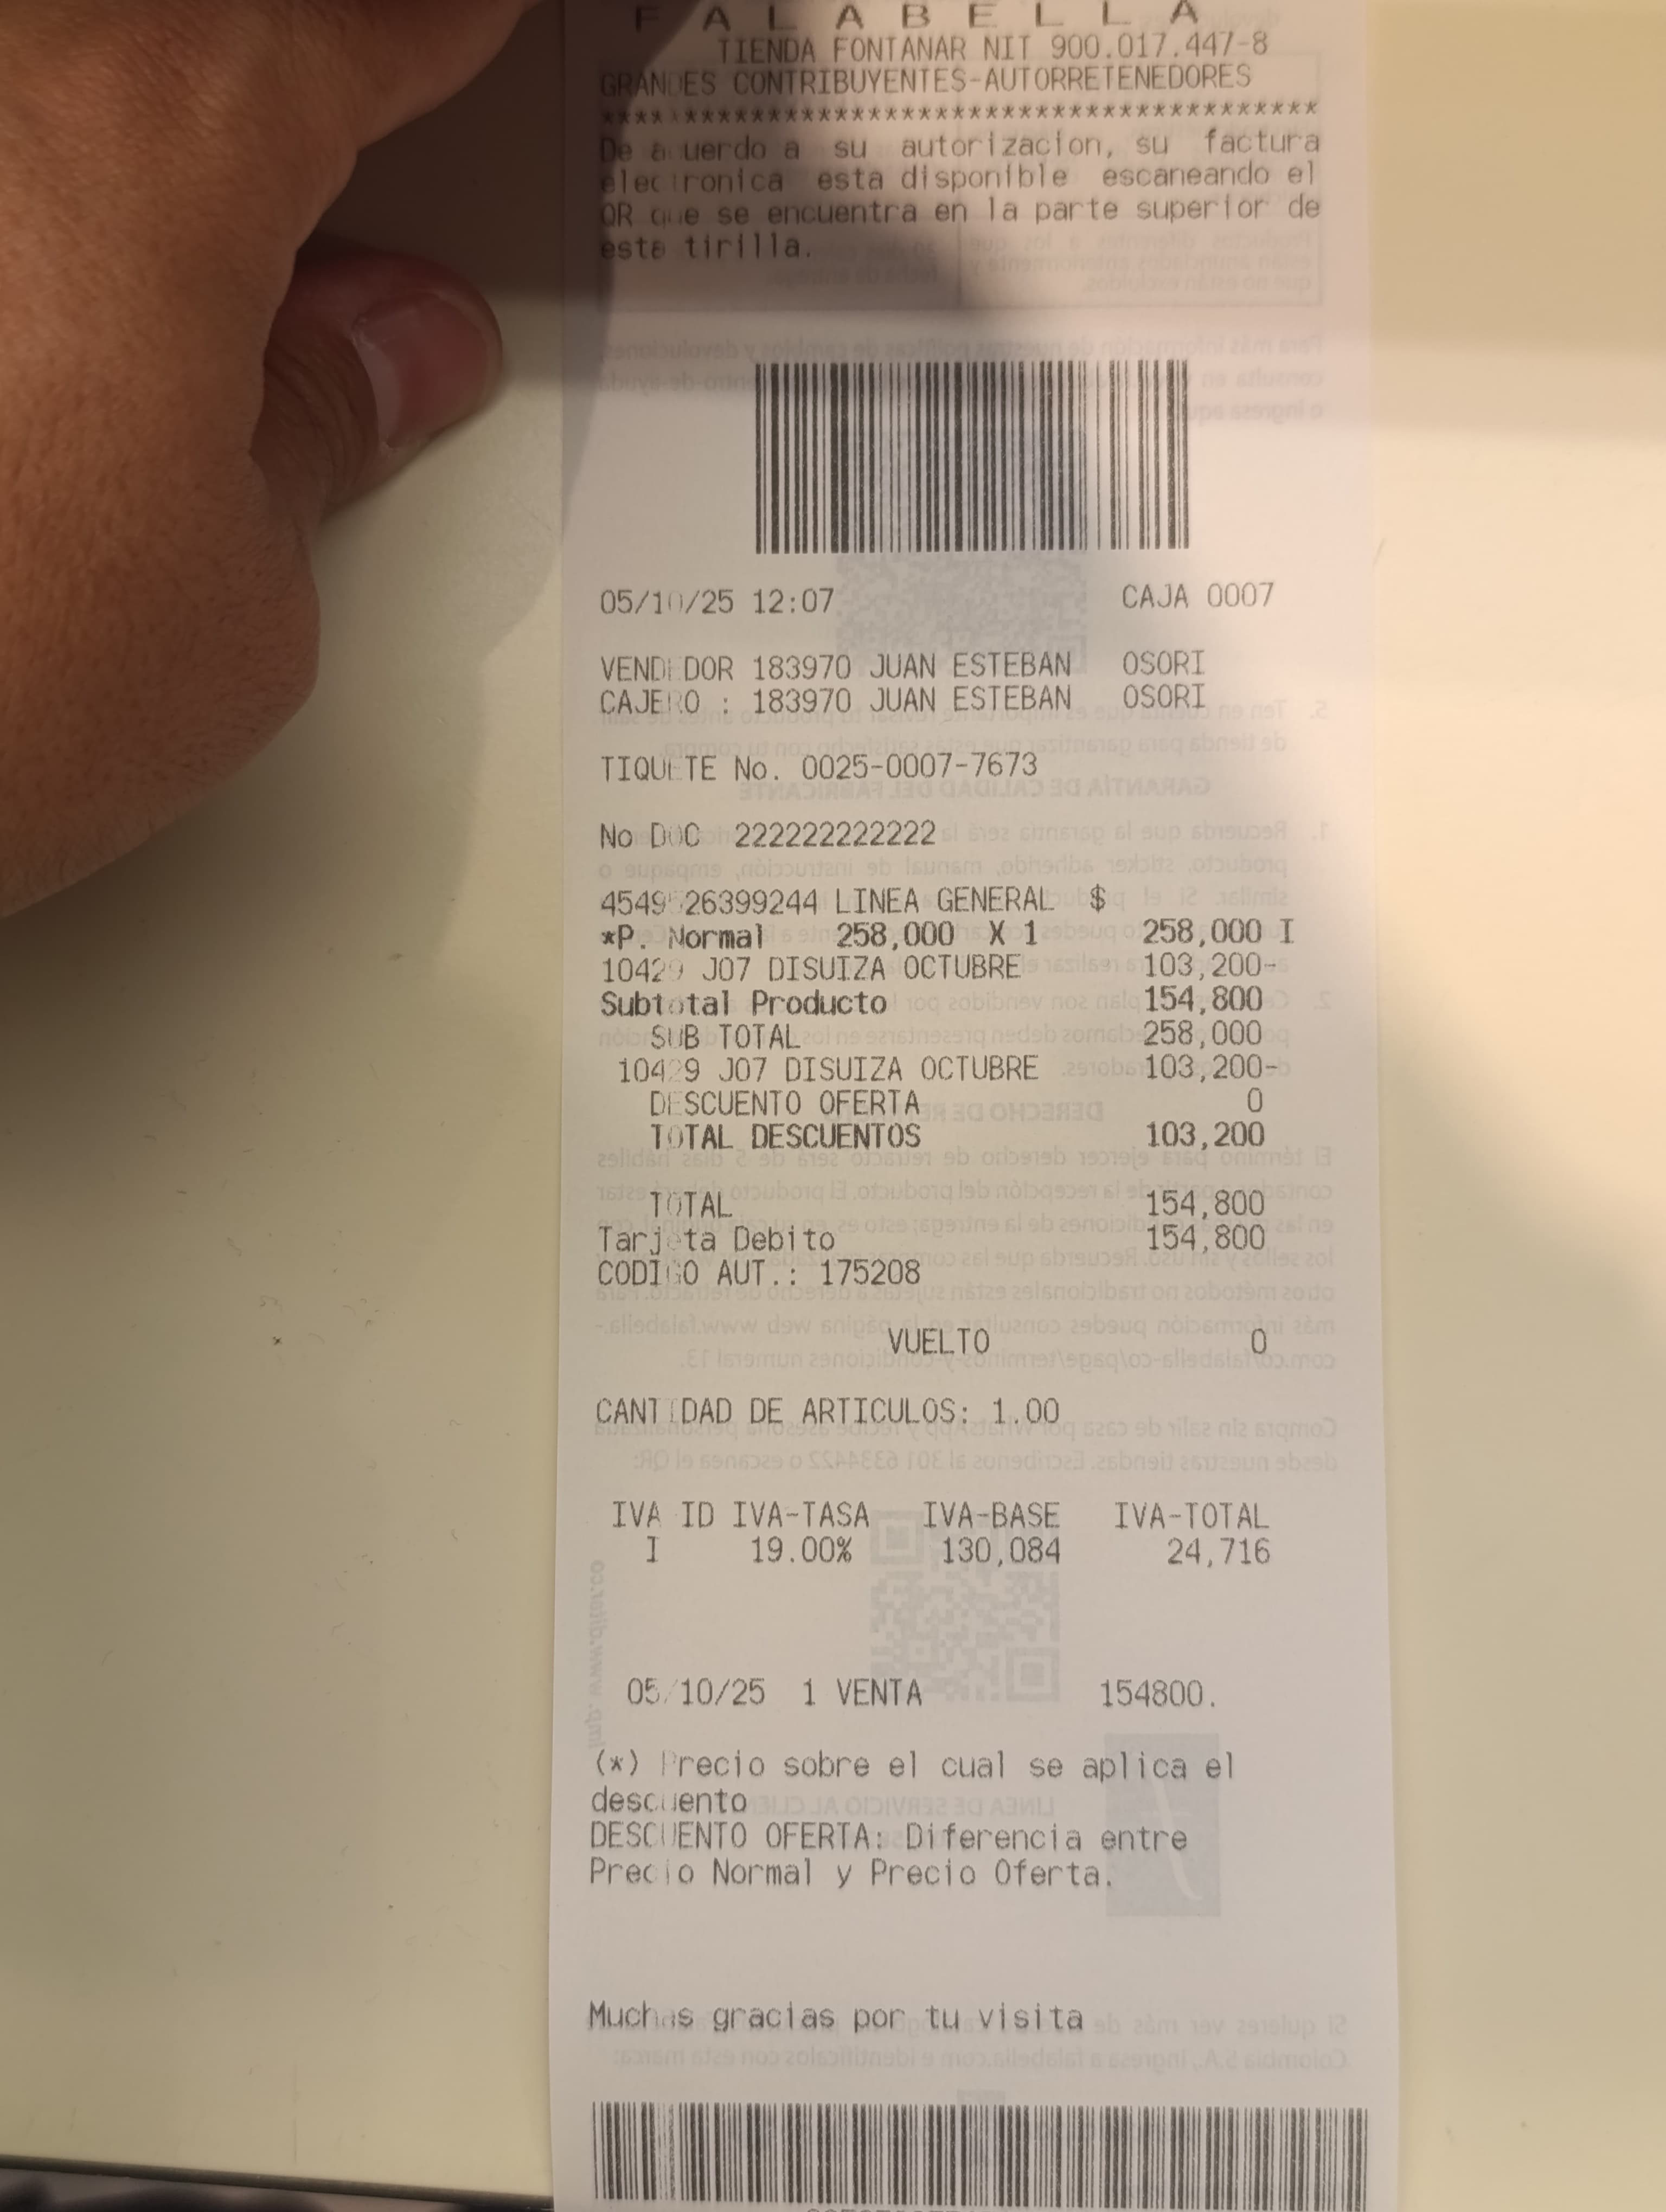 F A L A B E L L A
TIENDA FONTANAR NIT 900.017.447-8
GRANDES CONTRIBUYENTES-AUTORRETENEDORES
*******************************************
De acuerdo a su autorizacion, su factura
electronica esta disponible escaneando el
QR que se encuentra en la parte superior de
esta tirilla.
05/10/25 12:07 CAJA 0007
VENDEDOR 183970 JUAN ESTEBAN OSORI
CAJERO : 183970 JUAN ESTEBAN OSORI
TIQUETE No. 0025-0007-7673
No DOC 222222222222
LINEA GENERAL $
*P. Normal 258,000 X 1 258,000 I
10429 J07 DISUIZA OCTUBRE 103,200-
Subtotal Producto 154,800
SUB TOTAL 258,000
10429 J07 DISUIZA OCTUBRE 103,200-
DESCUENTO OFERTA 0
TOTAL DESCUENTOS 103,200
TOTAL 154,800
Tarjeta Debito 154,800
CODIGO AUT.: 175208
VUELTO 0
CANTIDAD DE ARTICULOS: 1.00
IVA ID IVA-TASA IVA-BASE IVA-TOTAL
I 19.00% 130,084 24,716
05/10/25 1 VENTA 154800.
(*) Precio sobre el cual se aplica el
descuento
DESCUENTO OFERTA: Diferencia entre
Precio Normal y Precio Oferta.
Muchas gracias por tu visita